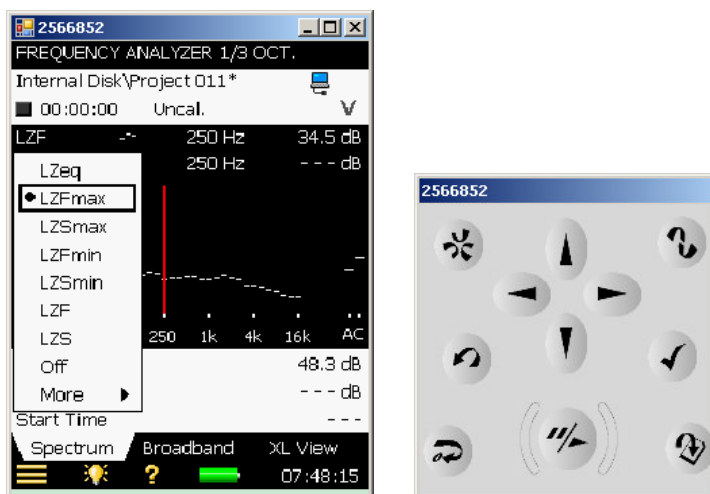 2566852
FREQUENCY ANALYZER 1/3 OCT.
Internal Disk\Project 011*
00:00:00 Uncal.
LZF 250 Hz 34.5 dB
250 Hz - - - dB
LZeq
LZFmax
LZSmax
LZFmin
LZSmin
LZF
LZS
Off
More
250 1k 4k 16k AC
48.3 dB
- - - dB
Start Time - - -
Spectrum Broadband XL View
? 07:48:15
2566852